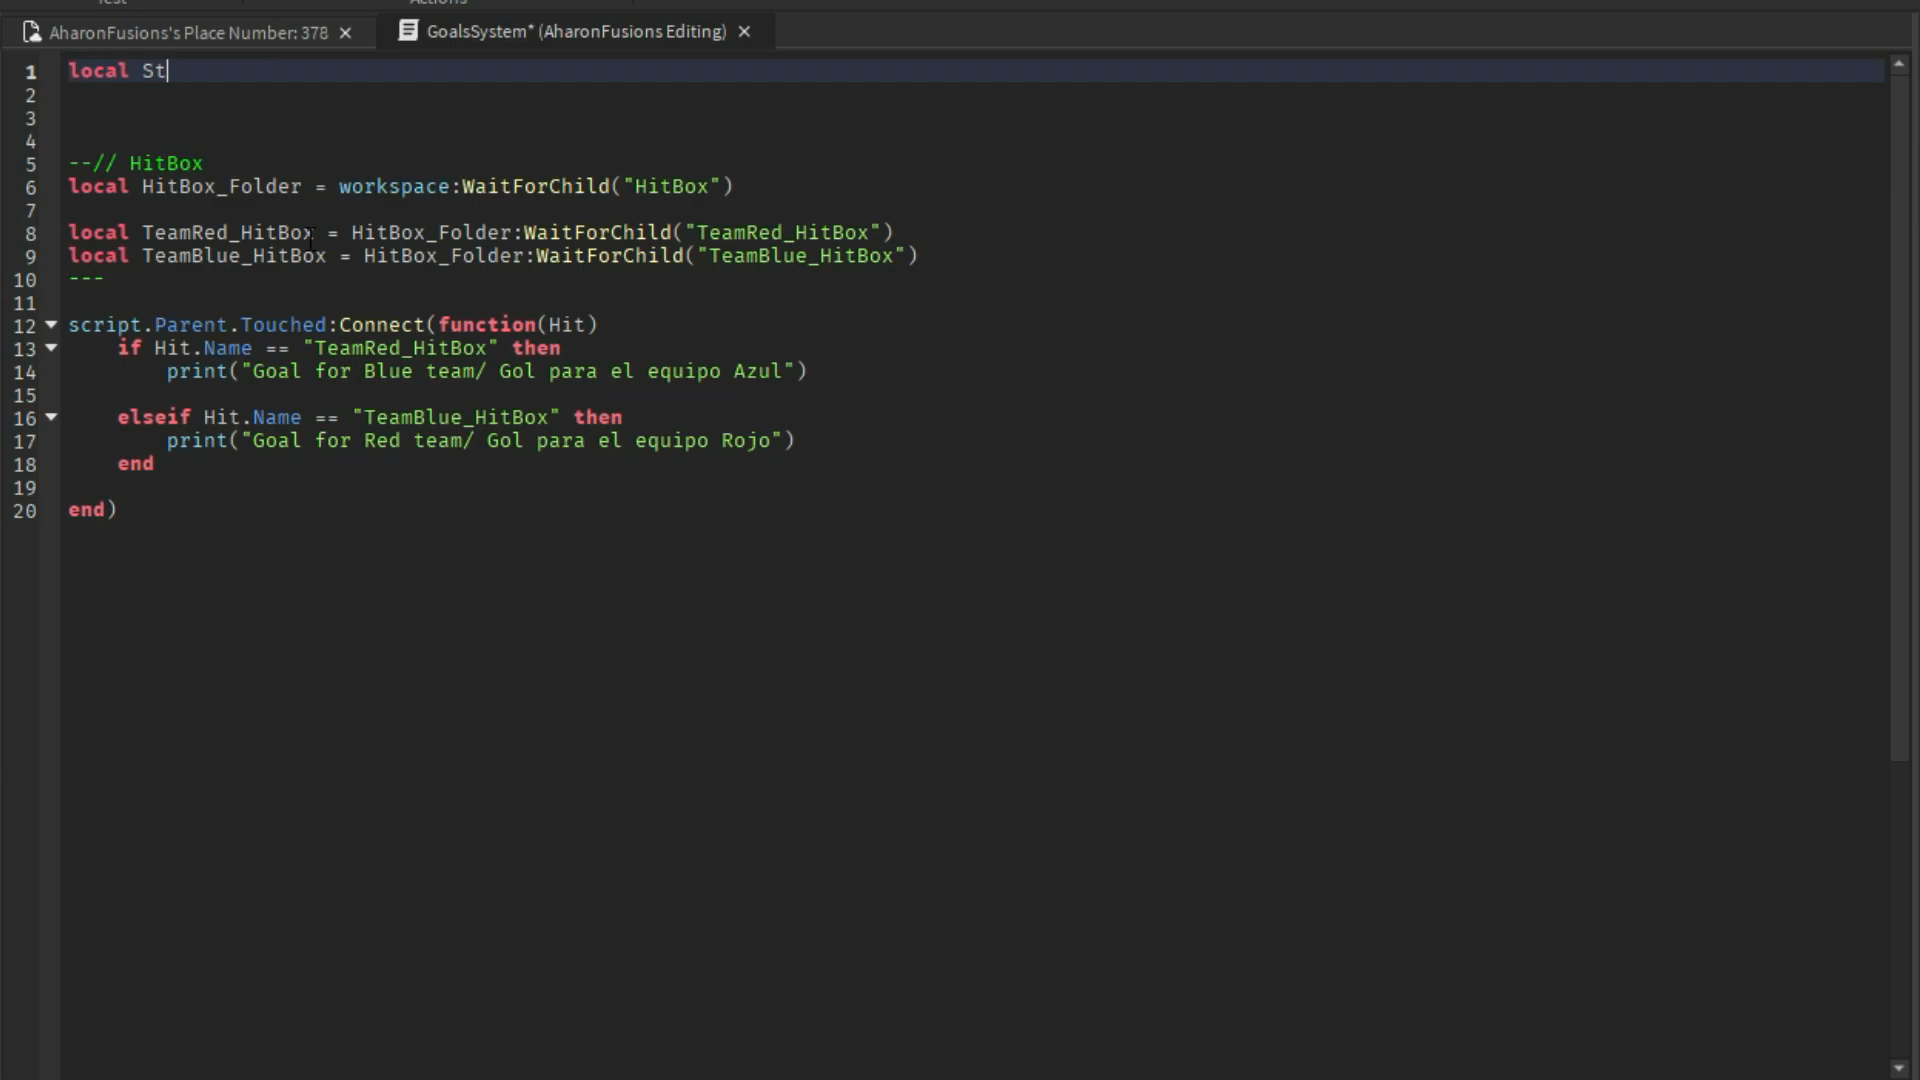 Test Actions
AharonFusions's Place Number: 378 × GoalsSystem* (AharonFusions Editing) ×
1 local St
2
3
4
5 --// HitBox
6 local HitBox_Folder = workspace:WaitForChild("HitBox")
7
8 local TeamRed_HitBox = HitBox_Folder:WaitForChild("TeamRed_HitBox")
9 local TeamBlue_HitBox = HitBox_Folder:WaitForChild("TeamBlue_HitBox")
10 ---
11
12 script.Parent.Touched:Connect(function(Hit)
13 if Hit.Name == "TeamRed_HitBox" then
14 print("Goal for Blue team/ Gol para el equipo Azul")
15
16 elseif Hit.Name == "TeamBlue_HitBox" then
17 print("Goal for Red team/ Gol para el equipo Rojo")
18 end
19
20 end)